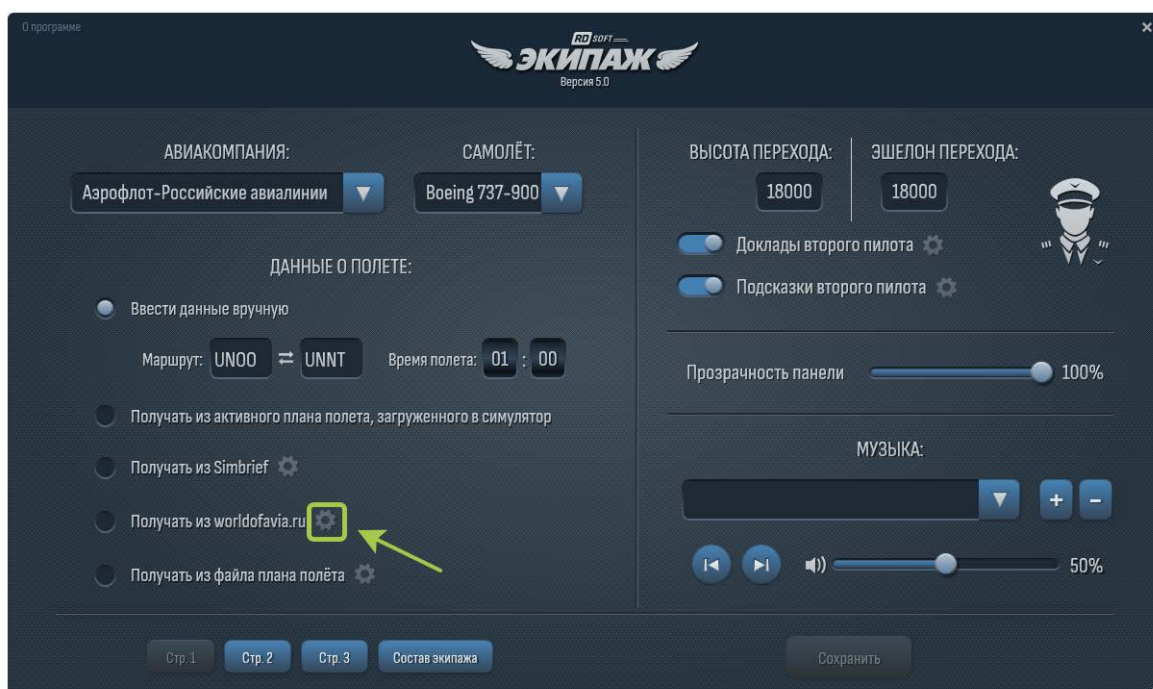 О программе
RD SOFT
ЭКИПАЖ
Версия 5.0
АВИАКОМПАНИЯ:
САМОЛЁТ:
Аэрофлот-Российские авиалинии
Boeing 737-900
ДАННЫЕ О ПОЛЕТЕ:
Ввести данные вручную
Маршрут: UNOO ⇄ UNNT Время полета: 01 : 00
Получать из активного плана полета, загруженного в симулятор
Получать из Simbrief
Получать из worldofavia.ru
Получать из файла плана полёта
ВЫСОТА ПЕРЕХОДА:
ЭШЕЛОН ПЕРЕХОДА:
18000
18000
Доклады второго пилота
Подсказки второго пилота
Прозрачность панели 100%
МУЗЫКА:
+ −
50%
Стр. 1 Стр. 2 Стр. 3 Состав экипажа
Сохранить